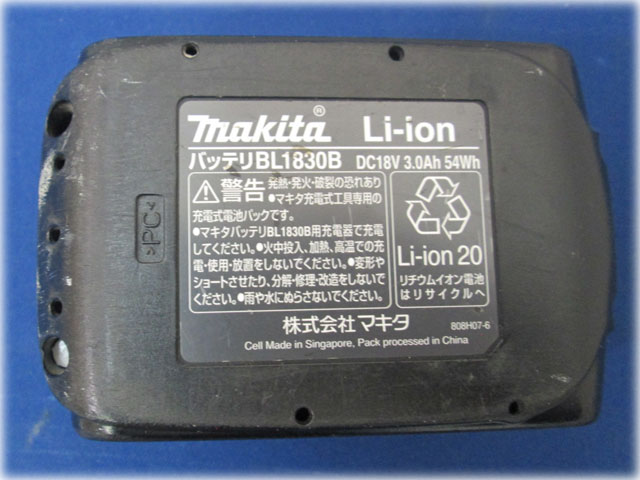 makita® Li-ion
バッテリBL1830B DC18V 3.0Ah 54Wh
警告 発熱・発火・破裂の恐れあり
●マキタ充電式工具専用の
充電式電池パックです。
●マキタバッテリBL1830B用充電器で充
電してください。●火中投入、加熱、高温での充
電・使用・放置をしないでください。●変形や
ショートさせたり、分解・修理・改造をしないで
ください。●雨や水にぬらさないでください。
Li-ion 20
リチウムイオン電池
はリサイクルへ
株式会社マキタ
808H07-6
Cell Made in Singapore, Pack processed in China
>PC<